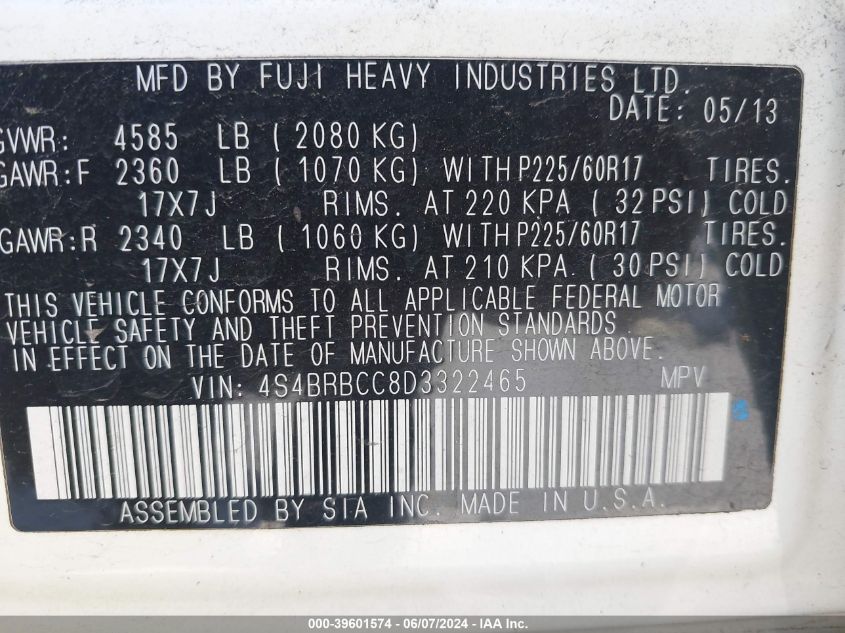 MFD BY FUJI HEAVY INDUSTRIES LTD.
DATE: 05/13
GVWR: 4585 LB ( 2080 KG)
GAWR:F 2360 LB ( 1070 KG) WITH P225/60R17 TIRES.
17X7J RIMS. AT 220 KPA ( 32 PSI) COLD
GAWR:R 2340 LB ( 1060 KG) WITH P225/60R17 TIRES.
17X7J RIMS. AT 210 KPA. ( 30 PSI) COLD
THIS VEHICLE CONFORMS TO ALL APPLICABLE FEDERAL MOTOR
VEHICLE SAFETY AND THEFT PREVENTION STANDARDS
IN EFFECT ON THE DATE OF MANUFACTURE SHOWN ABOVE.
VIN: 4S4BRBCC8D3322465 MPV
ASSEMBLED BY SIA INC. MADE IN U.S.A.
000-39601574 - 06/07/2024 - IAAI.COM